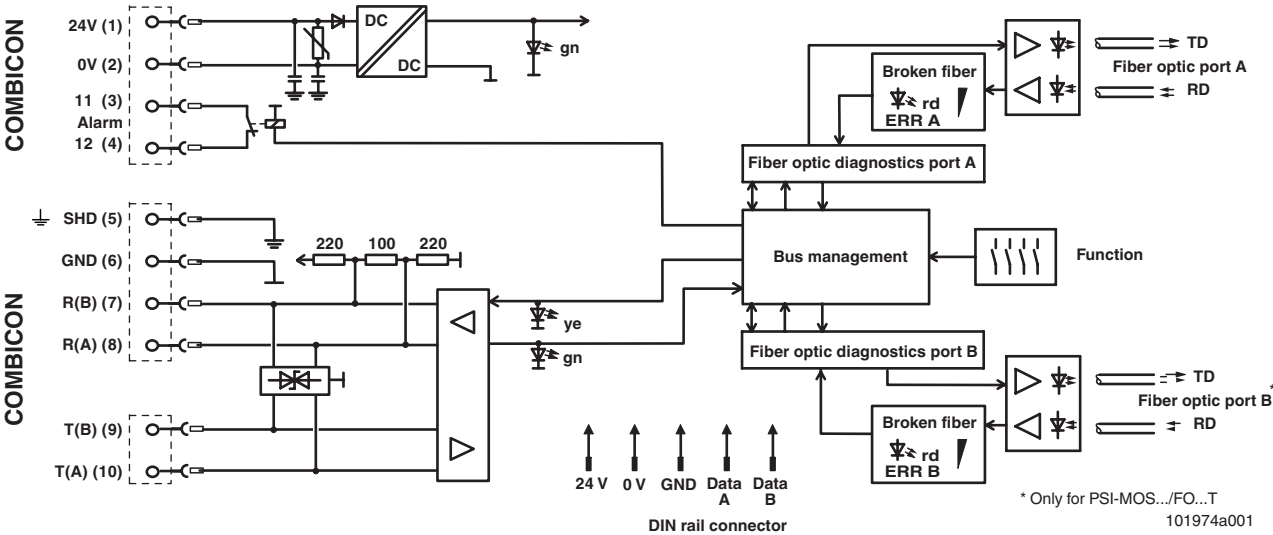 COMBICON
24V (1)
0V (2)
11 (3)
Alarm
12 (4)
DC
DC
gn
Broken fiber
rd
ERR A
TD
Fiber optic port A
RD
Fiber optic diagnostics port A
COMBICON
SHD (5)
GND (6)
R(B) (7)
R(A) (8)
T(B) (9)
T(A) (10)
220 100 220
ye
gn
Bus management
Function
Fiber optic diagnostics port B
Broken fiber
rd
ERR B
TD
Fiber optic port B *
RD
24 V 0 V GND Data A Data B
DIN rail connector
* Only for PSI-MOS.../FO...T
101974a001